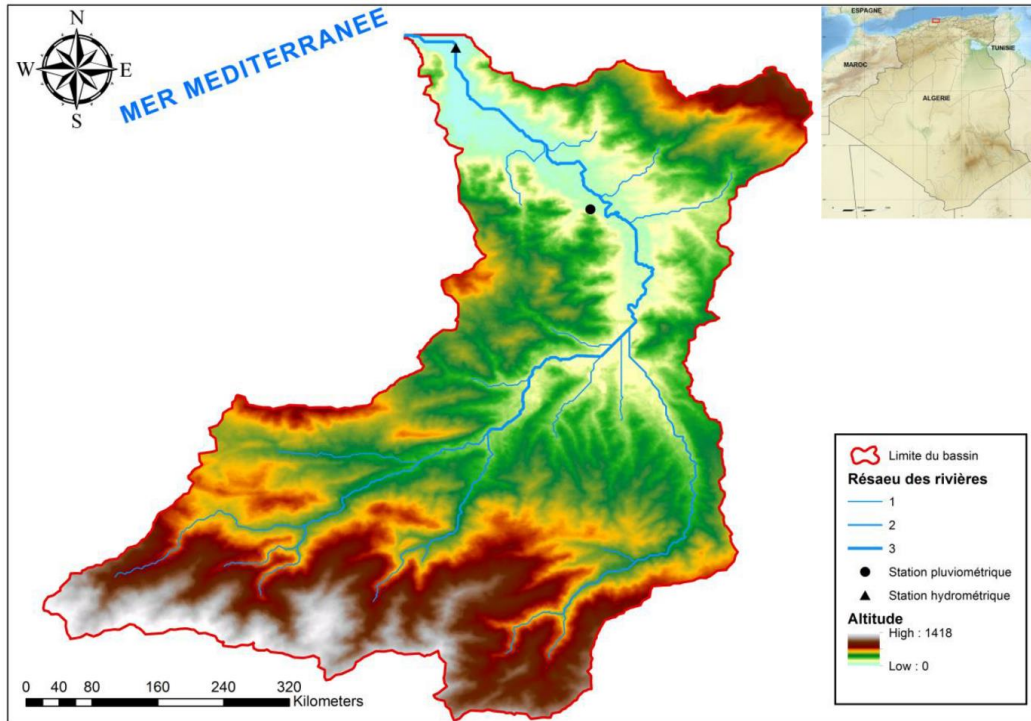 N
W E
S
MER MEDITERRANEE
ESPAGNE
TUNISIE
MAROC
ALGERIE
Limite du bassin
Résaeu des rivières
1
2
3
Station pluviométrique
Station hydrométrique
Altitude
High : 1418
Low : 0
0 20 40 80 160 240 320
Kilometers